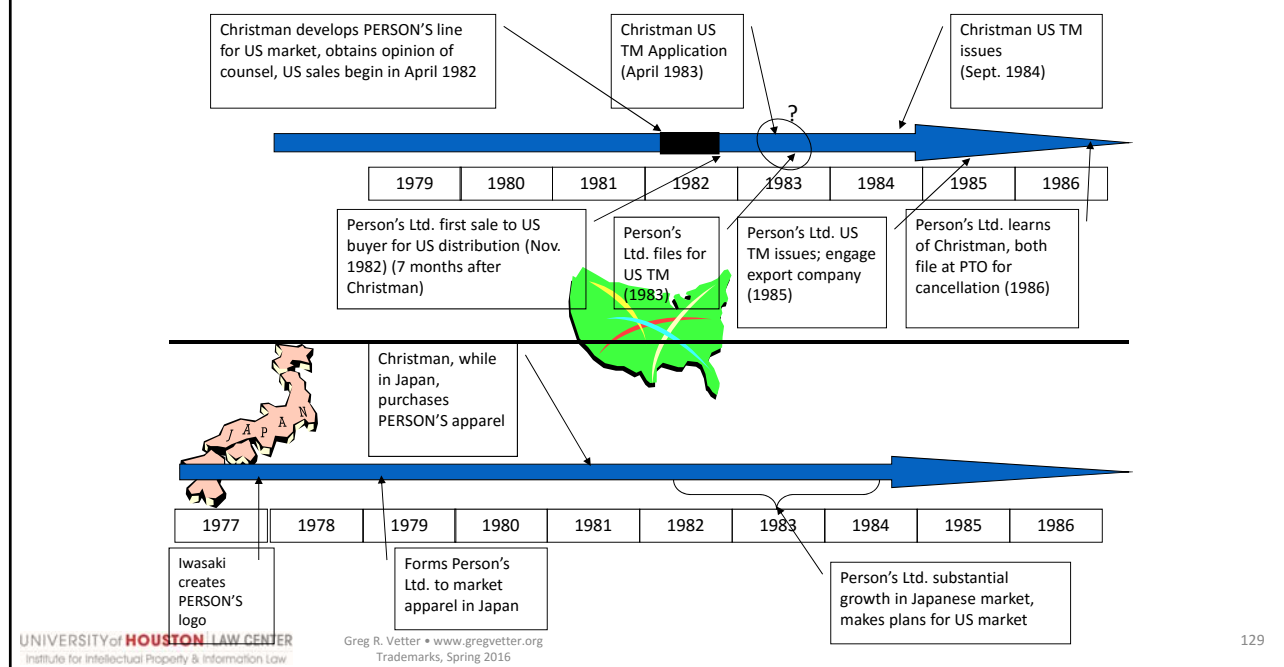 Christman develops PERSON'S line
for US market, obtains opinion of
counsel, US sales begin in April 1982
Christman US
TM Application
(April 1983)
Christman US TM
issues
(Sept. 1984)
?
1979 1980 1981 1982 1983 1984 1985 1986
Person's Ltd. first sale to US
buyer for US distribution (Nov.
1982) (7 months after
Christman)
Person's
Ltd. files for
US TM
(1983)
Person's Ltd. US
TM issues; engage
export company
(1985)
Person's Ltd. learns
of Christman, both
file at PTO for
cancellation (1986)
Christman, while
in Japan,
purchases
PERSON'S apparel
JAPAN
1977 1978 1979 1980 1981 1982 1983 1984 1985 1986
Iwasaki
creates
PERSON'S
logo
Forms Person's
Ltd. to market
apparel in Japan
Person's Ltd. substantial
growth in Japanese market,
makes plans for US market
UNIVERSITY of HOUSTON LAW CENTER
Institute for Intellectual Property & Information Law
Greg R. Vetter • www.gregvetter.org
Trademarks, Spring 2016
129